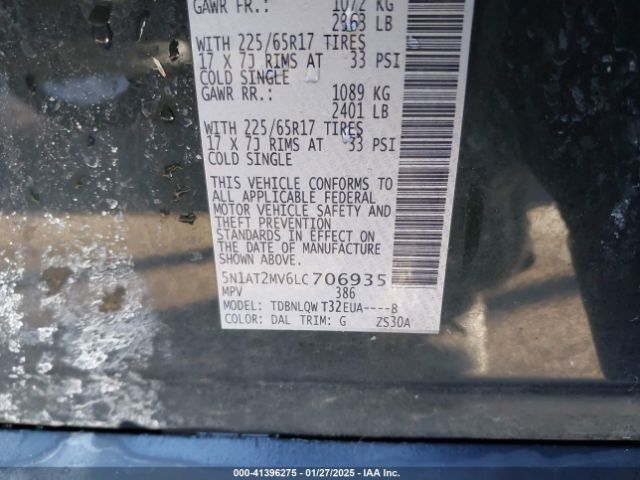 GAWR FR.: 1072 KG
2363 LB
WITH 225/65R17 TIRES
17 X 7J RIMS AT 33 PSI
COLD SINGLE
GAWR RR.: 1089 KG
2401 LB
WITH 225/65R17 TIRES
17 X 7J RIMS AT 33 PSI
COLD SINGLE
THIS VEHICLE CONFORMS TO
ALL APPLICABLE FEDERAL
MOTOR VEHICLE SAFETY AND
THEFT PREVENTION
STANDARDS IN EFFECT ON
THE DATE OF MANUFACTURE
SHOWN ABOVE.
5N1AT2MV6LC706935
MPV 386
MODEL: TDBNLQW T32EUA----B
COLOR: DAL TRIM: G ZS30A
000-41396275 - 01/27/2025 - IAA Inc.